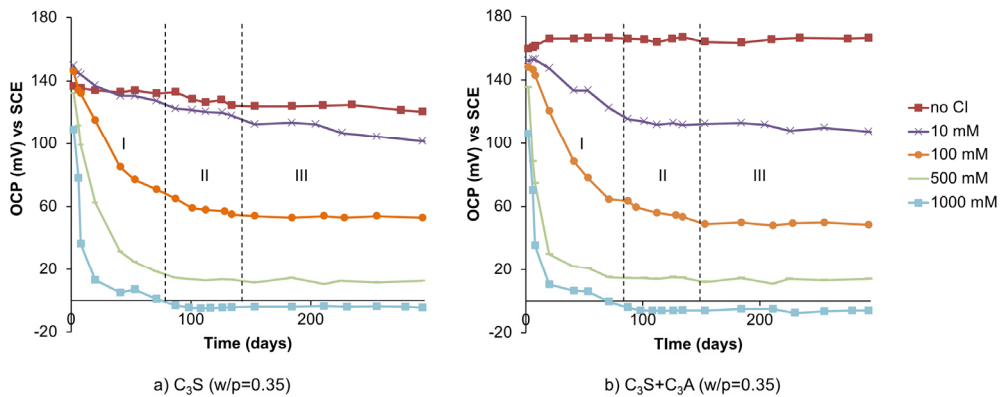 180
140
100
60
20
-20
OCP (mV) vs SCE
I
II
III
0
100
200
Time (days)
a) C₃S (w/p=0.35)
180
140
100
60
20
-20
OCP (mV) vs SCE
I
II
III
0
100
200
TIme (days)
b) C₃S+C₃A (w/p=0.35)
no Cl
10 mM
100 mM
500 mM
1000 mM